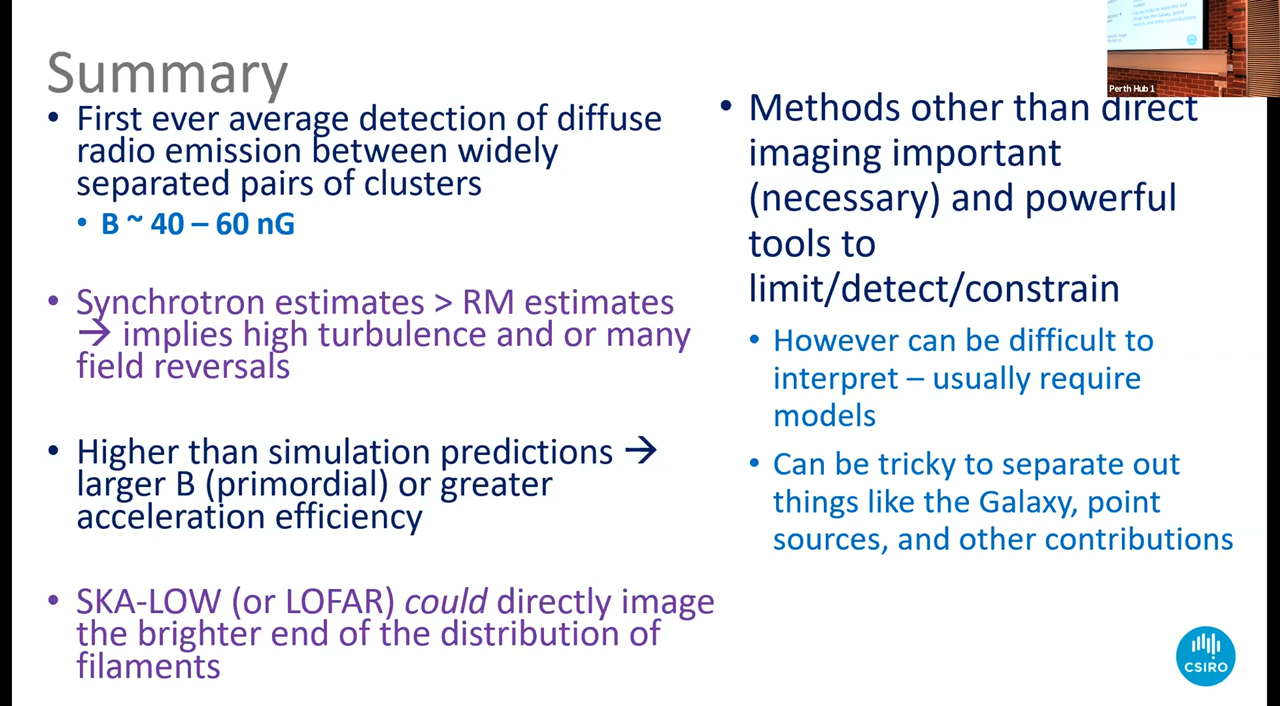 Summary
• First ever average detection of diffuse
radio emission between widely
separated pairs of clusters
• B ~ 40 – 60 nG
• Synchrotron estimates > RM estimates
→ implies high turbulence and or many
field reversals
• Higher than simulation predictions →
larger B (primordial) or greater
acceleration efficiency
• SKA-LOW (or LOFAR) could directly image
the brighter end of the distribution of
filaments
• Methods other than direct
imaging important
(necessary) and powerful
tools to
limit/detect/constrain
• However can be difficult to
interpret – usually require
models
• Can be tricky to separate out
things like the Galaxy, point
sources, and other contributions
Perth Hub 1
CSIRO